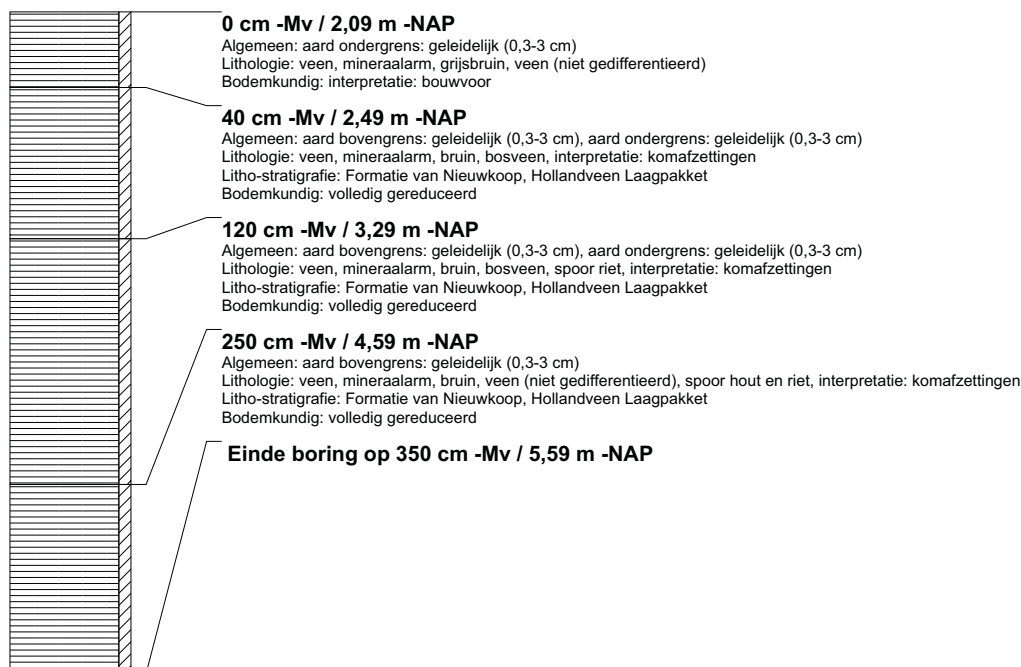 0 cm -Mv / 2,09 m -NAP
Algemeen: aard ondergrens: geleidelijk (0,3-3 cm)
Lithologie: veen, mineraalarm, grijsbruin, veen (niet gedifferentieerd)
Bodemkundig: interpretatie: bouwvoor
40 cm -Mv / 2,49 m -NAP
Algemeen: aard bovengrens: geleidelijk (0,3-3 cm), aard ondergrens: geleidelijk (0,3-3 cm)
Lithologie: veen, mineraalarm, bruin, bosveen, interpretatie: komafzettingen
Litho-stratigrafie: Formatie van Nieuwkoop, Hollandveen Laagpakket
Bodemkundig: volledig gereduceerd
120 cm -Mv / 3,29 m -NAP
Algemeen: aard bovengrens: geleidelijk (0,3-3 cm), aard ondergrens: geleidelijk (0,3-3 cm)
Lithologie: veen, mineraalarm, bruin, bosveen, spoor riet, interpretatie: komafzettingen
Litho-stratigrafie: Formatie van Nieuwkoop, Hollandveen Laagpakket
Bodemkundig: volledig gereduceerd
250 cm -Mv / 4,59 m -NAP
Algemeen: aard bovengrens: geleidelijk (0,3-3 cm)
Lithologie: veen, mineraalarm, bruin, veen (niet gedifferentieerd), spoor hout en riet, interpretatie: komafzettingen
Litho-stratigrafie: Formatie van Nieuwkoop, Hollandveen Laagpakket
Bodemkundig: volledig gereduceerd
Einde boring op 350 cm -Mv / 5,59 m -NAP